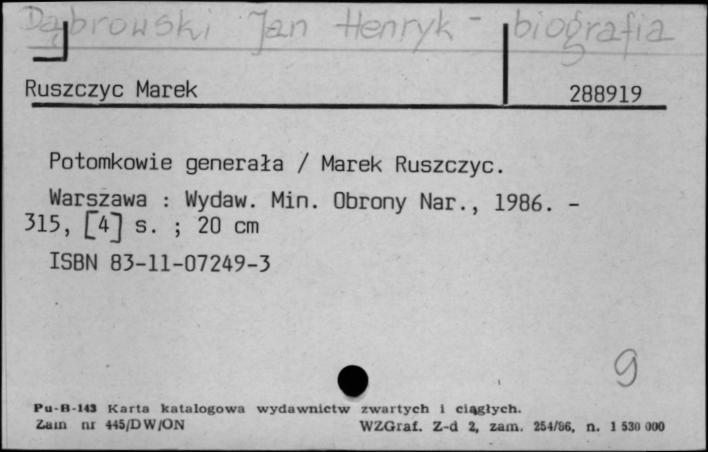 Dąbrowski Jan Henryk - biografia
Ruszczyc Marek 288919
Potomkowie generała / Marek Ruszczyc.
Warszawa : Wydaw. Min. Obrony Nar., 1986. -
315, [4] s. ; 20 cm
ISBN 83-11-07249-3
9
Pu-B-143 Karta katalogowa wydawnictw zwartych i ciągłych.
Zam nr 445/DW/ON WZGraf. Z-d 2, zam. 254/86, n. 1 530 000